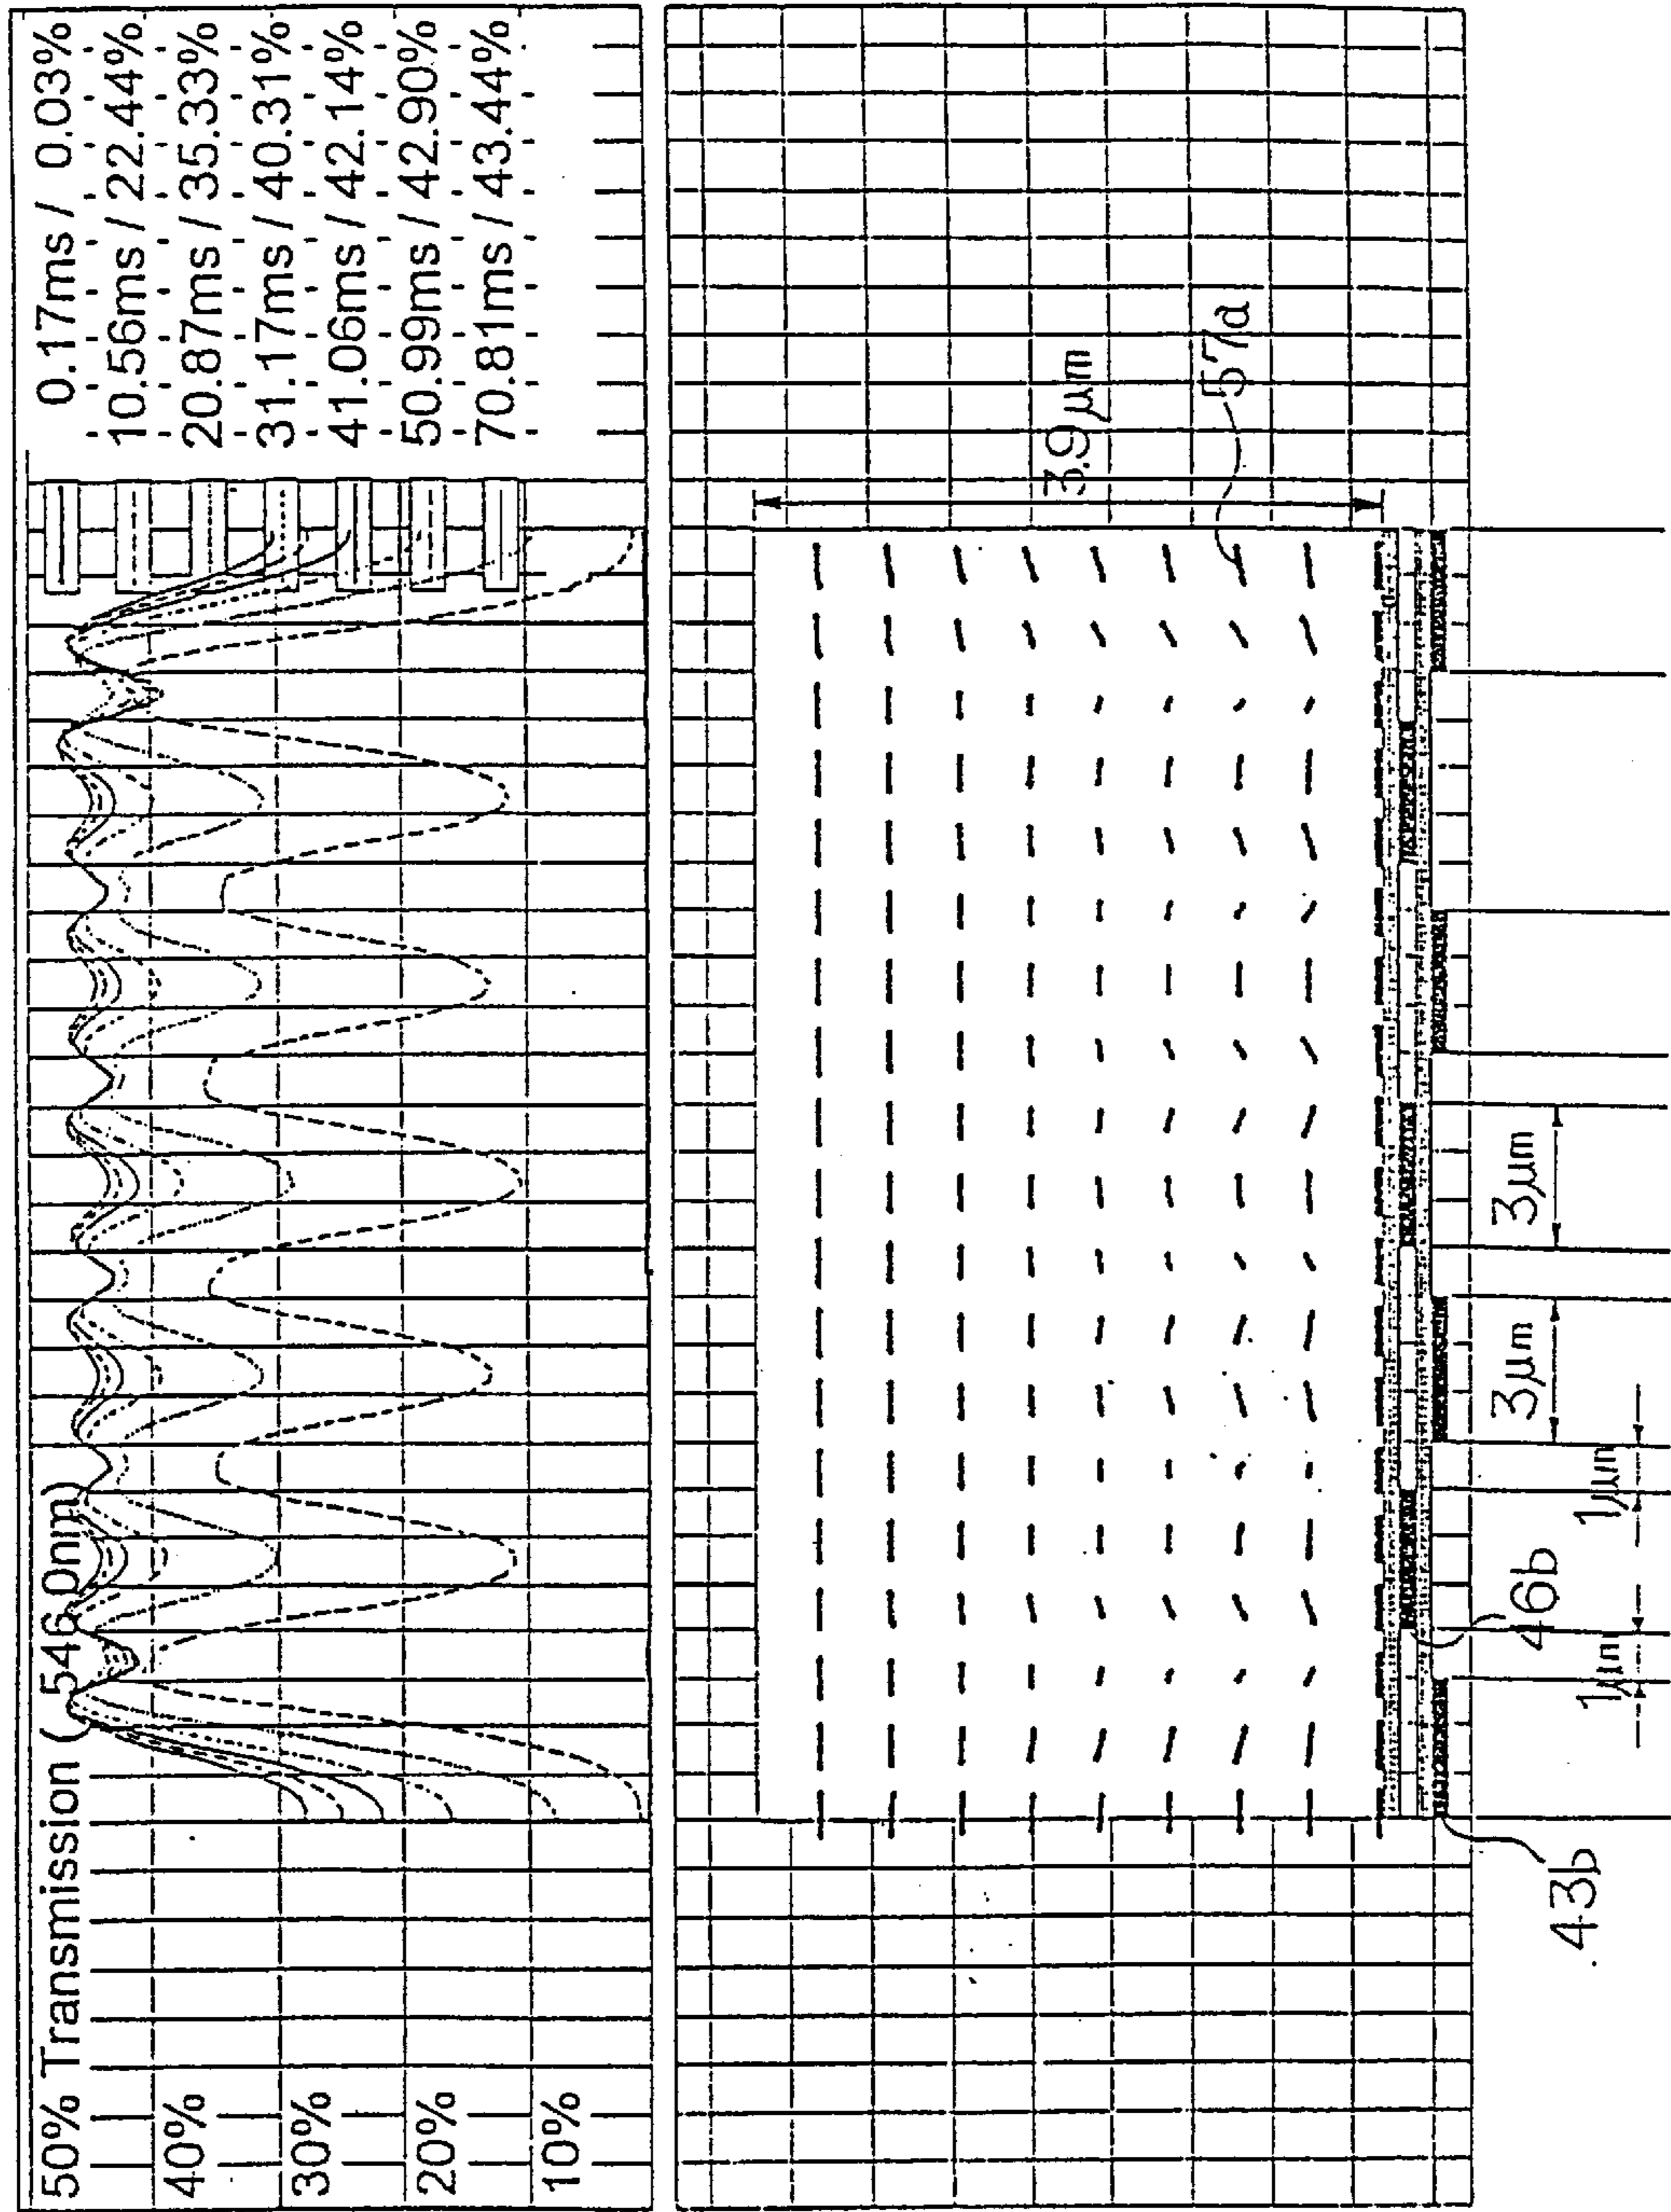 50% Transmission ( 546.0nm)
40%
30%
20%
10%
0.17ms / 0.03%
10.56ms / 22.44%
20.87ms / 35.33%
31.17ms / 40.31%
41.06ms / 42.14%
50.99ms / 42.90%
70.81ms / 43.44%
3.9μm
57a
43b
1μm
46b
1μm
3μm
3μm